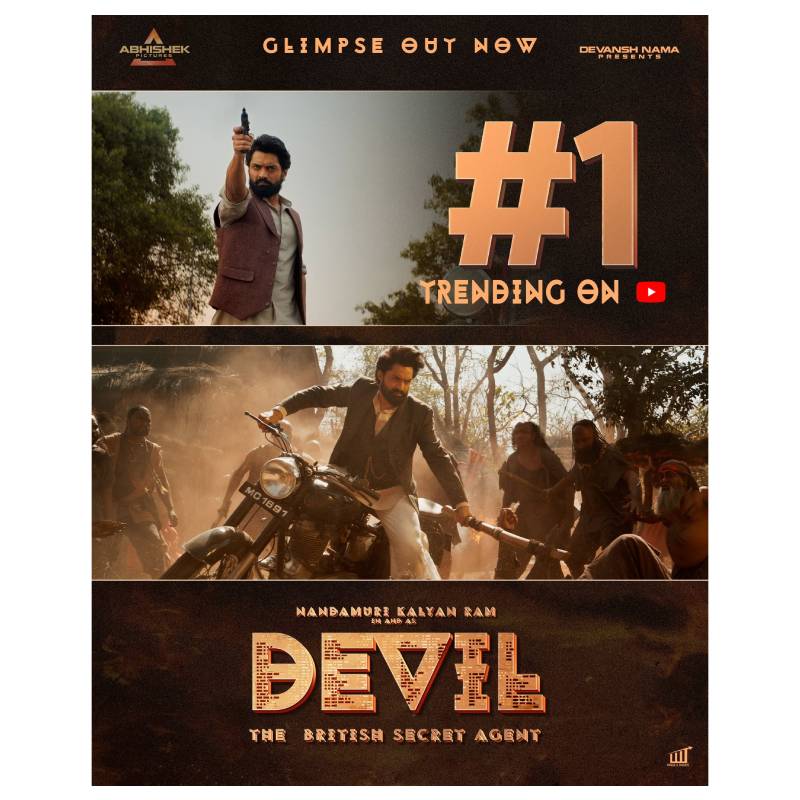 ABHISHEK
PICTURES
GLIMPSE OUT NOW
DEVANSH NAMA
PRESENTS
#1
TRENDING ON
MC1691
NANDAMURI KALYAN RAM
IN AND AS
DEVIL
THE BRITISH SECRET AGENT